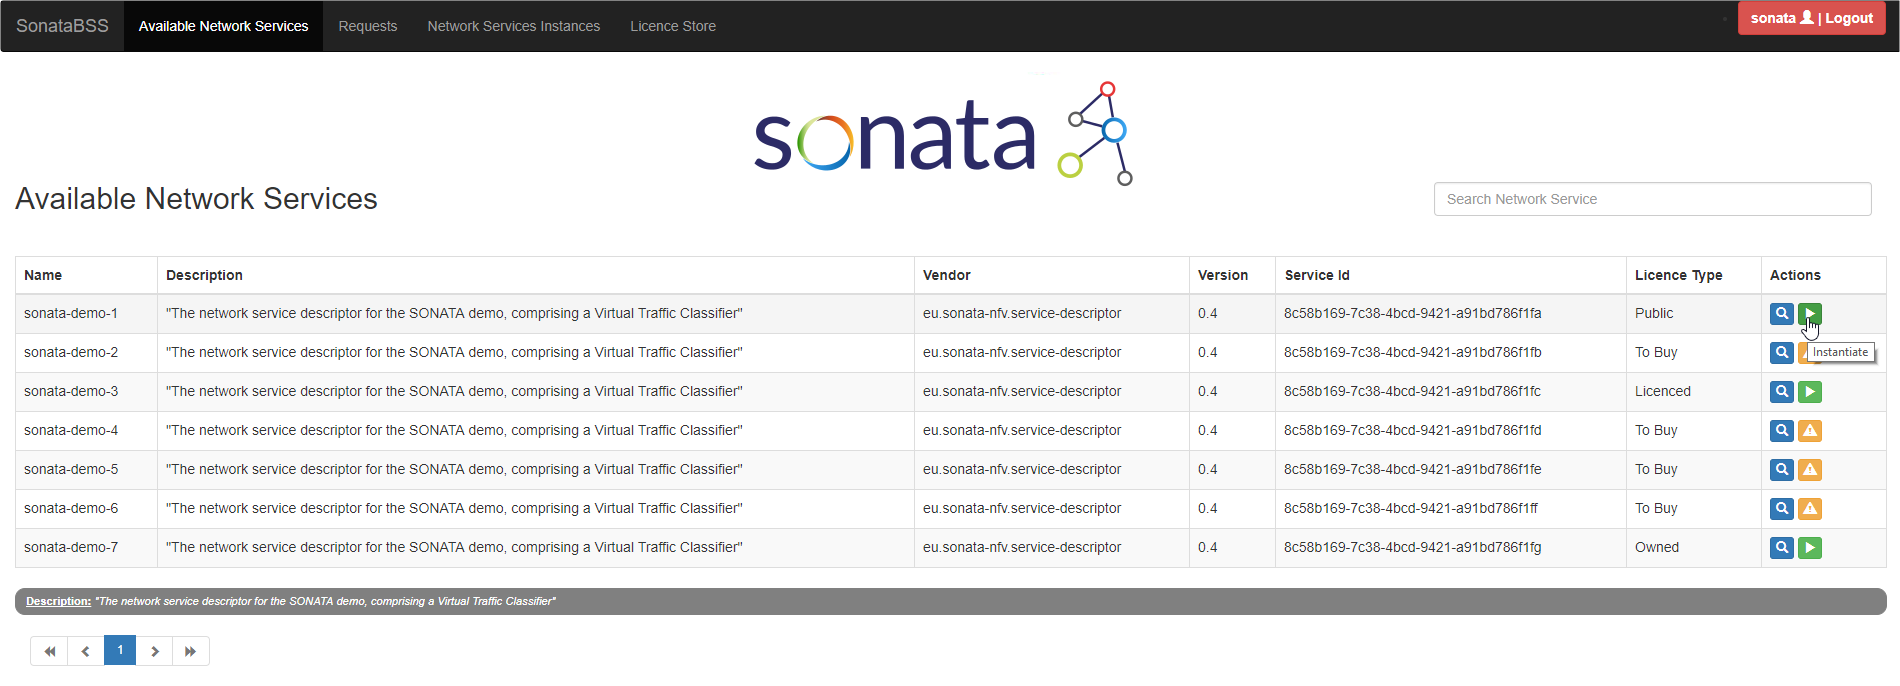 SonataBSS Available Network Services Requests Network Services Instances Licence Store sonata | Logout
sonata
Available Network Services
Search Network Service
Name Description Vendor Version Service Id Licence Type Actions
sonata-demo-1 "The network service descriptor for the SONATA demo, comprising a Virtual Traffic Classifier" eu.sonata-nfv.service-descriptor 0.4 8c58b169-7c38-4bcd-9421-a91bd786f1fa Public
sonata-demo-2 "The network service descriptor for the SONATA demo, comprising a Virtual Traffic Classifier" eu.sonata-nfv.service-descriptor 0.4 8c58b169-7c38-4bcd-9421-a91bd786f1fb To Buy Instantiate
sonata-demo-3 "The network service descriptor for the SONATA demo, comprising a Virtual Traffic Classifier" eu.sonata-nfv.service-descriptor 0.4 8c58b169-7c38-4bcd-9421-a91bd786f1fc Licenced
sonata-demo-4 "The network service descriptor for the SONATA demo, comprising a Virtual Traffic Classifier" eu.sonata-nfv.service-descriptor 0.4 8c58b169-7c38-4bcd-9421-a91bd786f1fd To Buy
sonata-demo-5 "The network service descriptor for the SONATA demo, comprising a Virtual Traffic Classifier" eu.sonata-nfv.service-descriptor 0.4 8c58b169-7c38-4bcd-9421-a91bd786f1fe To Buy
sonata-demo-6 "The network service descriptor for the SONATA demo, comprising a Virtual Traffic Classifier" eu.sonata-nfv.service-descriptor 0.4 8c58b169-7c38-4bcd-9421-a91bd786f1ff To Buy
sonata-demo-7 "The network service descriptor for the SONATA demo, comprising a Virtual Traffic Classifier" eu.sonata-nfv.service-descriptor 0.4 8c58b169-7c38-4bcd-9421-a91bd786f1fg Owned
Description: "The network service descriptor for the SONATA demo, comprising a Virtual Traffic Classifier"
1